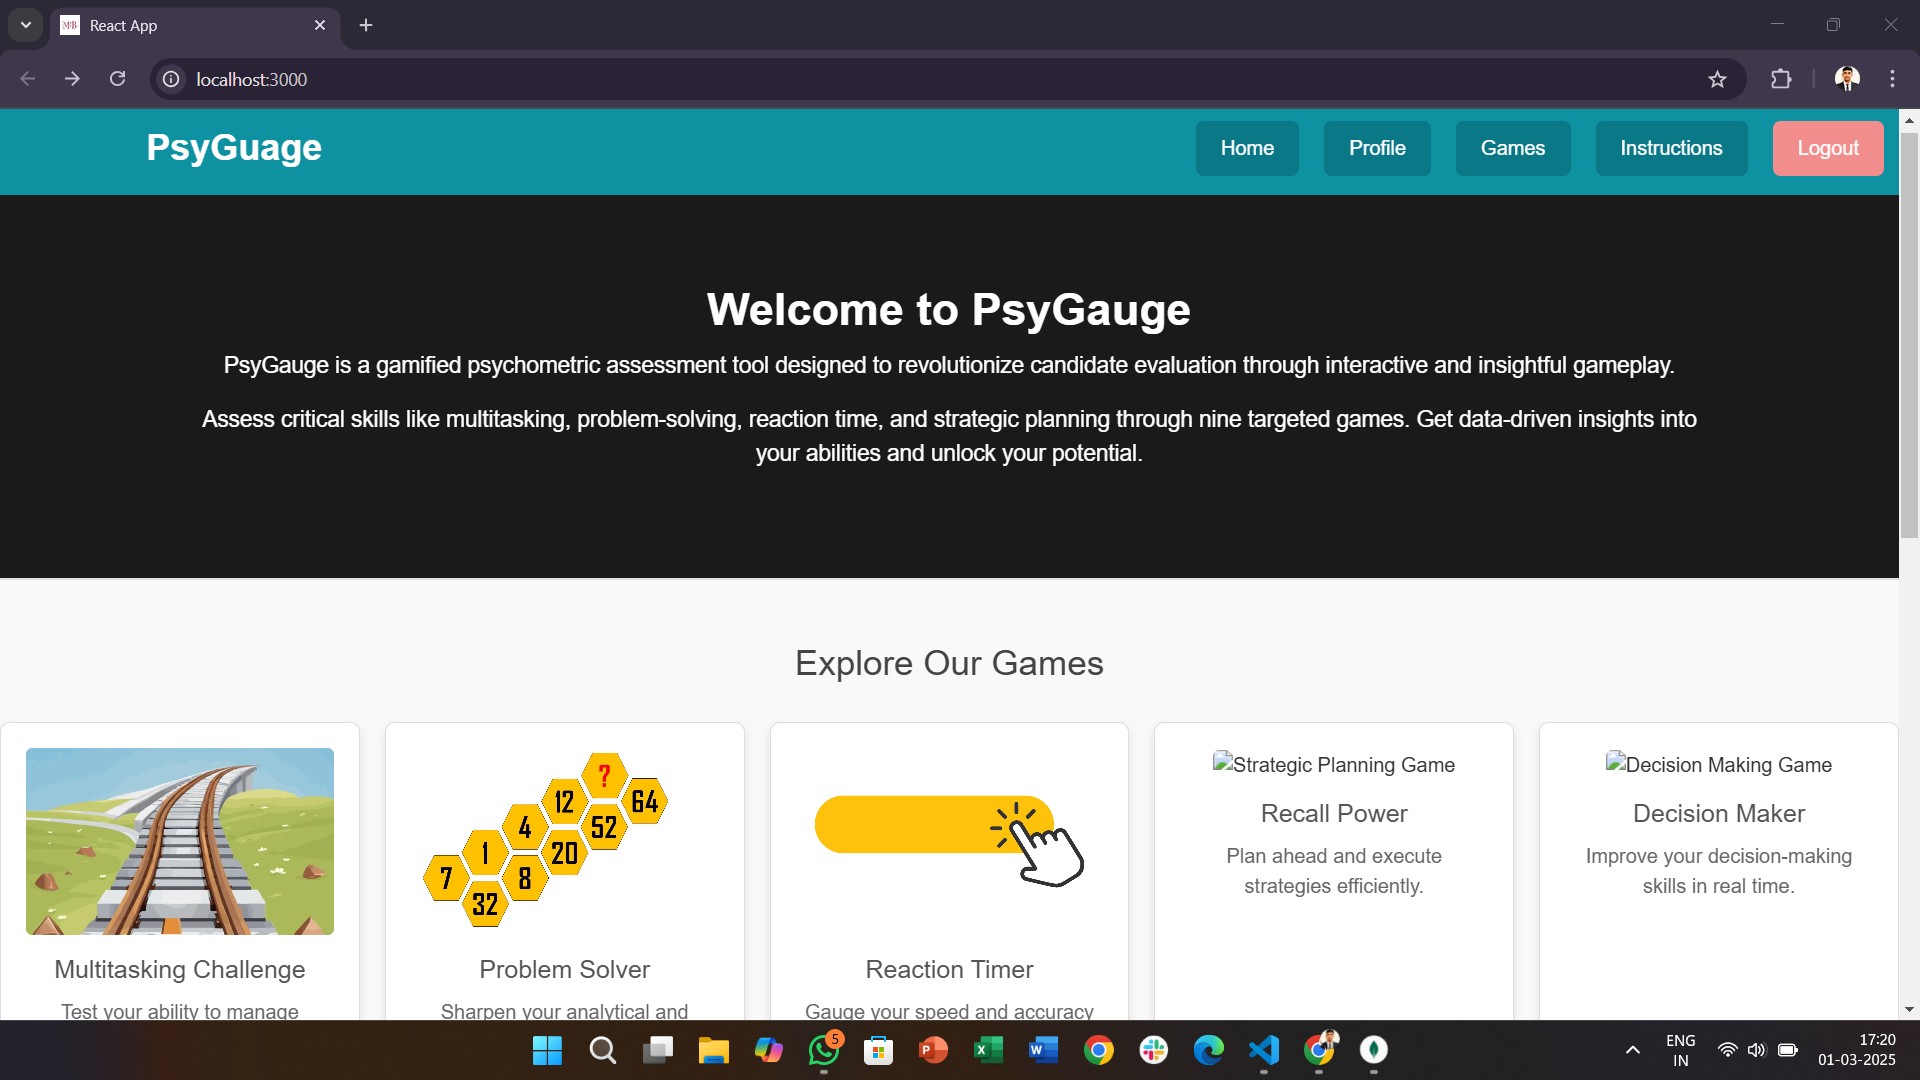 React App
localhost:3000
PsyGuage
Home
Profile
Games
Instructions
Logout
Welcome to PsyGauge
PsyGauge is a gamified psychometric assessment tool designed to revolutionize candidate evaluation through interactive and insightful gameplay.
Assess critical skills like multitasking, problem-solving, reaction time, and strategic planning through nine targeted games. Get data-driven insights into
your abilities and unlock your potential.
Explore Our Games
?
12
64
4
52
1
20
7
8
32
Multitasking Challenge
Test your ability to manage
Problem Solver
Sharpen your analytical and
Reaction Timer
Gauge your speed and accuracy
Strategic Planning Game
Recall Power
Plan ahead and execute
strategies efficiently.
Decision Making Game
Decision Maker
Improve your decision-making
skills in real time.
5
P
X
W
ENG
IN
17:20
01-03-2025